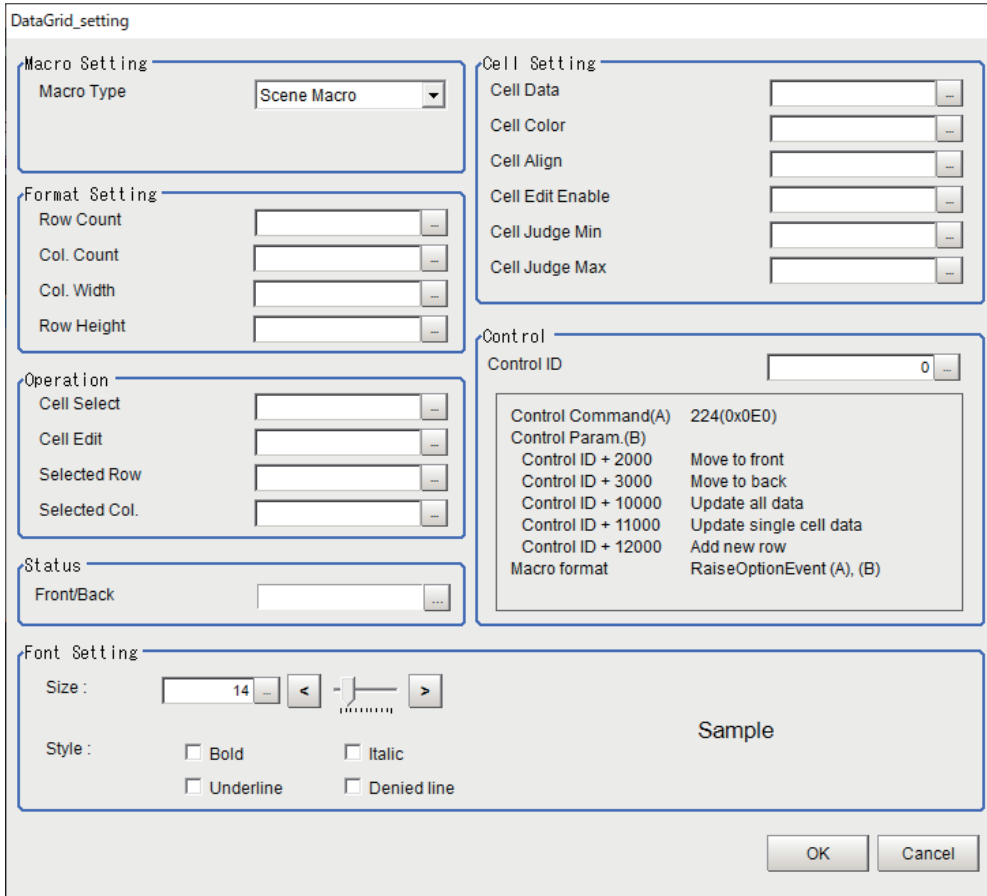 DataGrid_setting
Macro Setting
Macro Type Scene Macro
Format Setting
Row Count ...
Col. Count ...
Col. Width ...
Row Height ...
Operation
Cell Select ...
Cell Edit ...
Selected Row ...
Selected Col. ...
Status
Front/Back ...
Cell Setting
Cell Data ...
Cell Color ...
Cell Align ...
Cell Edit Enable ...
Cell Judge Min ...
Cell Judge Max ...
Control
Control ID 0 ...
Control Command(A) 224(0x0E0)
Control Param.(B)
Control ID + 2000 Move to front
Control ID + 3000 Move to back
Control ID + 10000 Update all data
Control ID + 11000 Update single cell data
Control ID + 12000 Add new row
Macro format RaiseOptionEvent (A), (B)
Font Setting
Size : 14 ... < >
Style : Bold Italic
Underline Denied line
Sample
OK Cancel